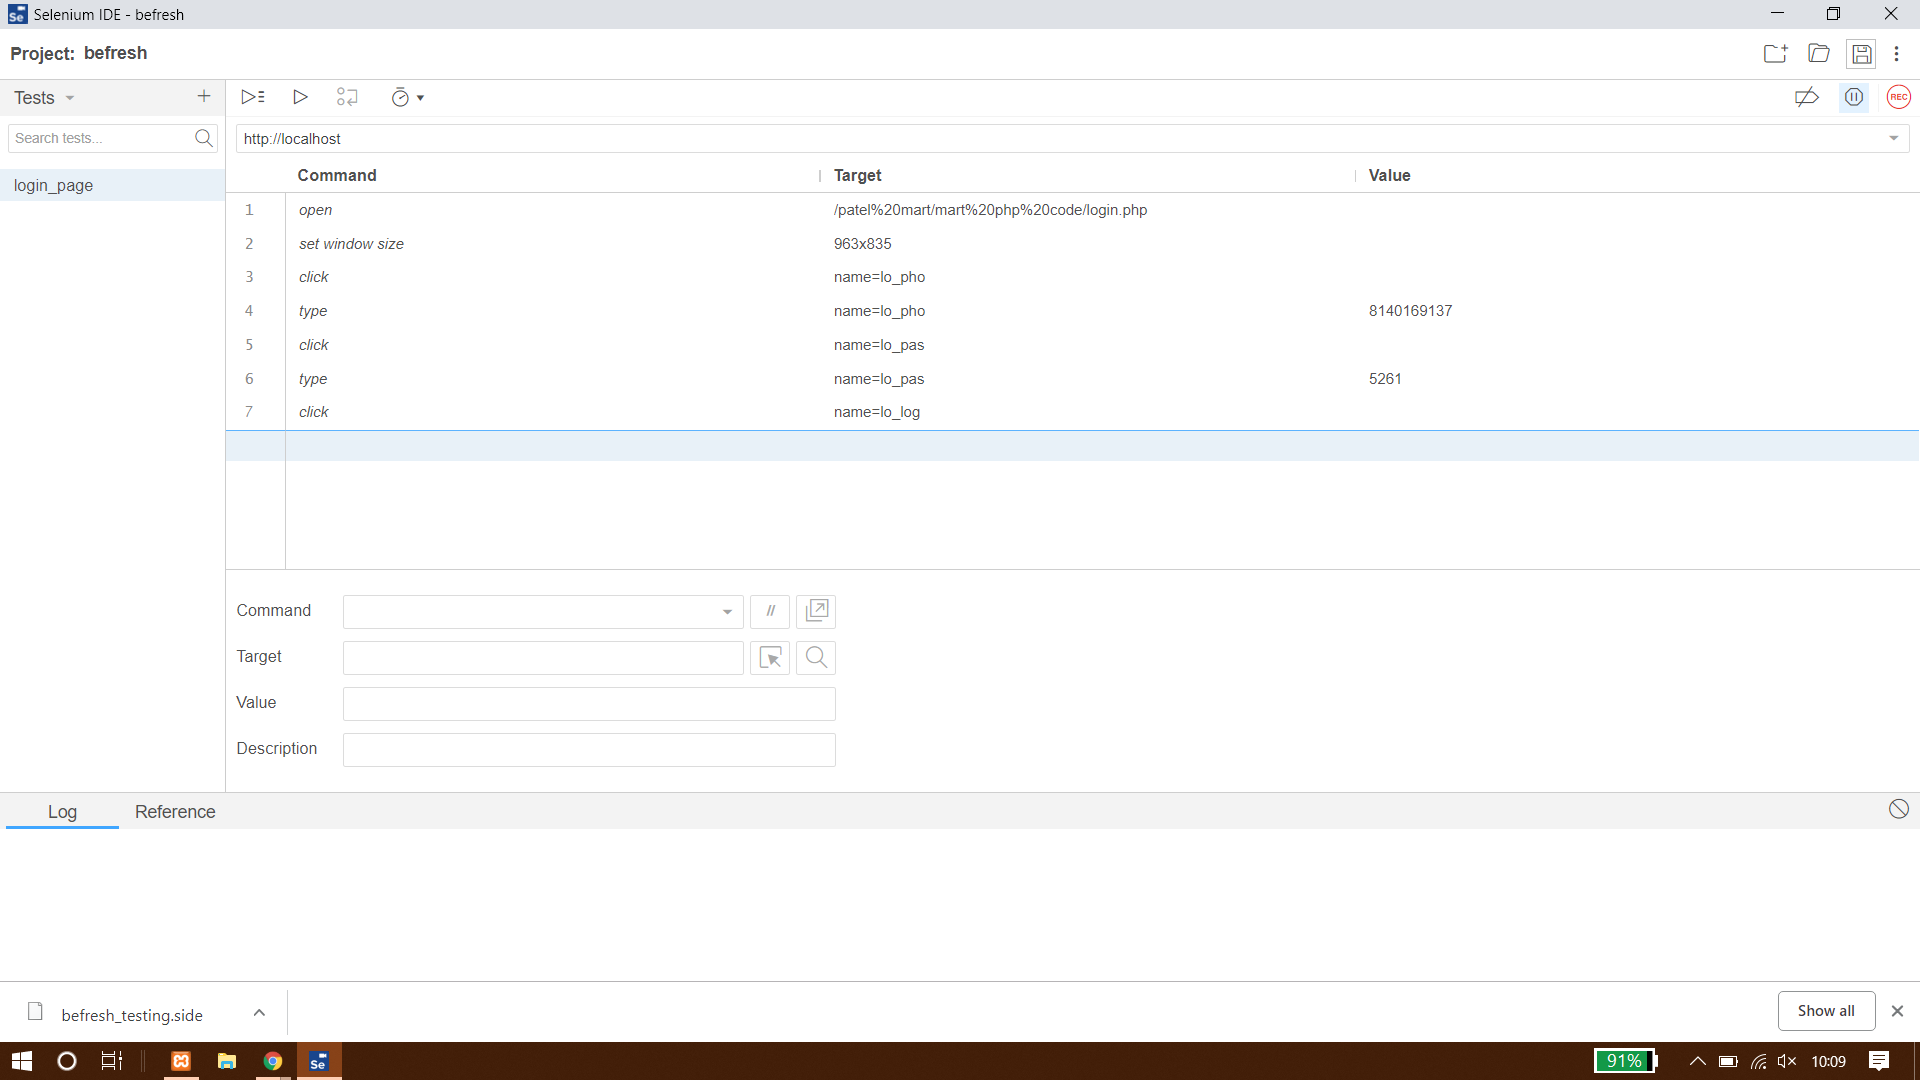 Selenium IDE - befresh
Project: befresh
Tests
Search tests...
login_page
REC
http://localhost
Command Target Value
1 open /patel%20mart/mart%20php%20code/login.php
2 set window size 963x835
3 click name=lo_pho
4 type name=lo_pho 8140169137
5 click name=lo_pas
6 type name=lo_pas 5261
7 click name=lo_log
Command //
Target
Value
Description
Log Reference
befresh_testing.side Show all
Se 91% 10:09